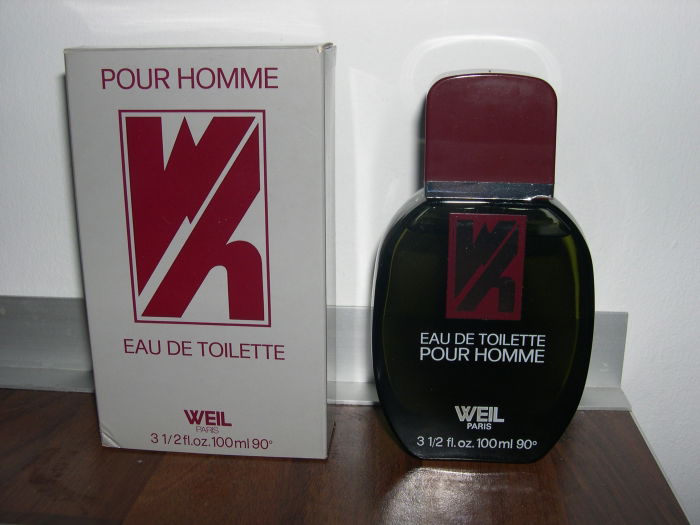 POUR HOMME
EAU DE TOILETTE
WEIL
PARIS
3 1/2 fl.oz. 100 ml 90°
EAU DE TOILETTE
POUR HOMME
WEIL
PARIS
3 1/2 fl. oz. 100 ml 90°